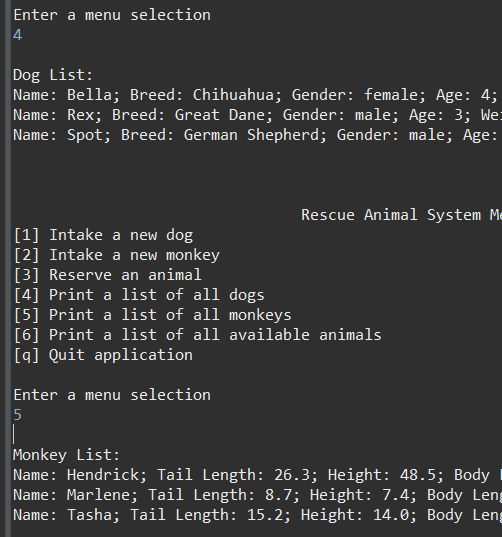 Enter a menu selection
4
Dog List:
Name: Bella; Breed: Chihuahua; Gender: female; Age: 4;
Name: Rex; Breed: Great Dane; Gender: male; Age: 3;
Name: Spot; Breed: German Shepherd; Gender: male; Age:
Rescue Animal System
[1] Intake a new dog
[2] Intake a new monkey
[3] Reserve an animal
[4] Print a list of all dogs
[5] Print a list of all monkeys
[6] Print a list of all available animals
[q] Quit application
Enter a menu selection
5
Monkey List:
Name: Hendrick; Tail Length: 26.3; Height: 48.5; Body
Name: Marlene; Tail Length: 8.7; Height: 7.4; Body
Name: Tasha; Tail Length: 15.2; Height: 14.0; Body